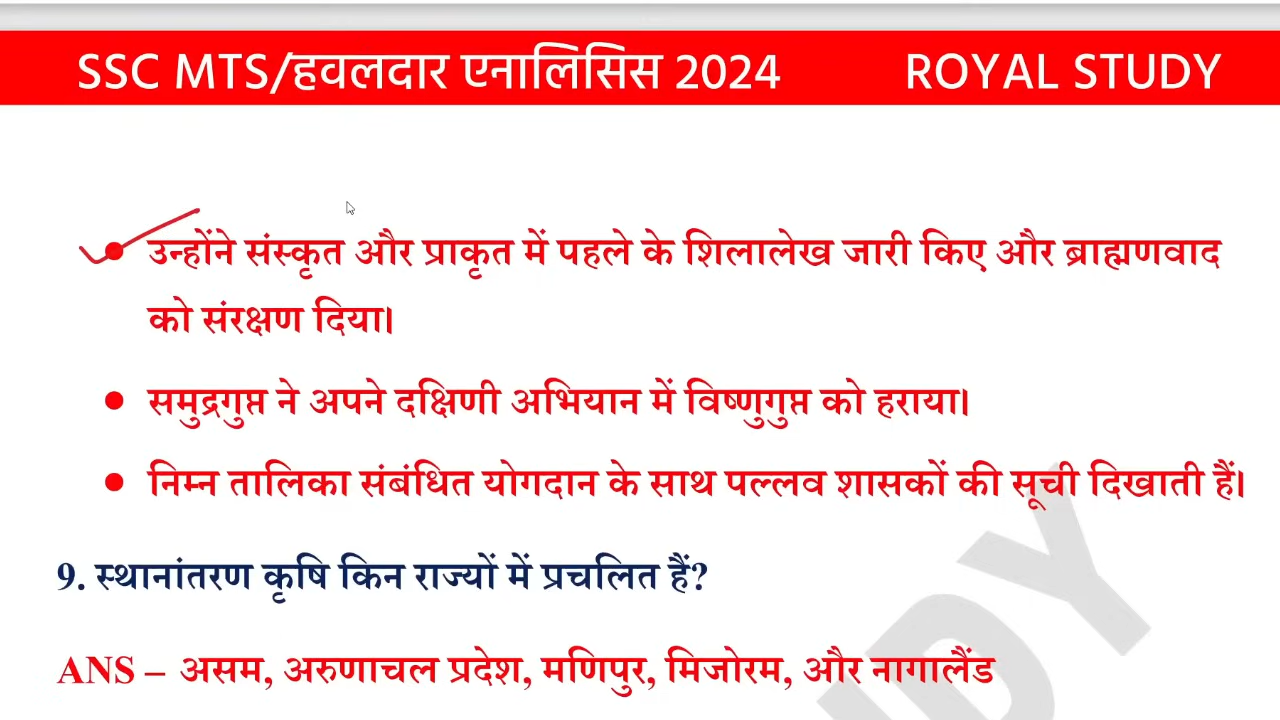 SSC MTS/हवलदार एनालिसिस 2024 ROYAL STUDY
● उन्होंने संस्कृत और प्राकृत में पहले के शिलालेख जारी किए और ब्राह्मणवाद
को संरक्षण दिया।
● समुद्रगुप्त ने अपने दक्षिणी अभियान में विष्णुगुप्त को हराया।
● निम्न तालिका संबंधित योगदान के साथ पल्लव शासकों की सूची दिखाती हैं।
9. स्थानांतरण कृषि किन राज्यों में प्रचलित हैं?
ANS – असम, अरुणाचल प्रदेश, मणिपुर, मिजोरम, और नागालैंड
UDY